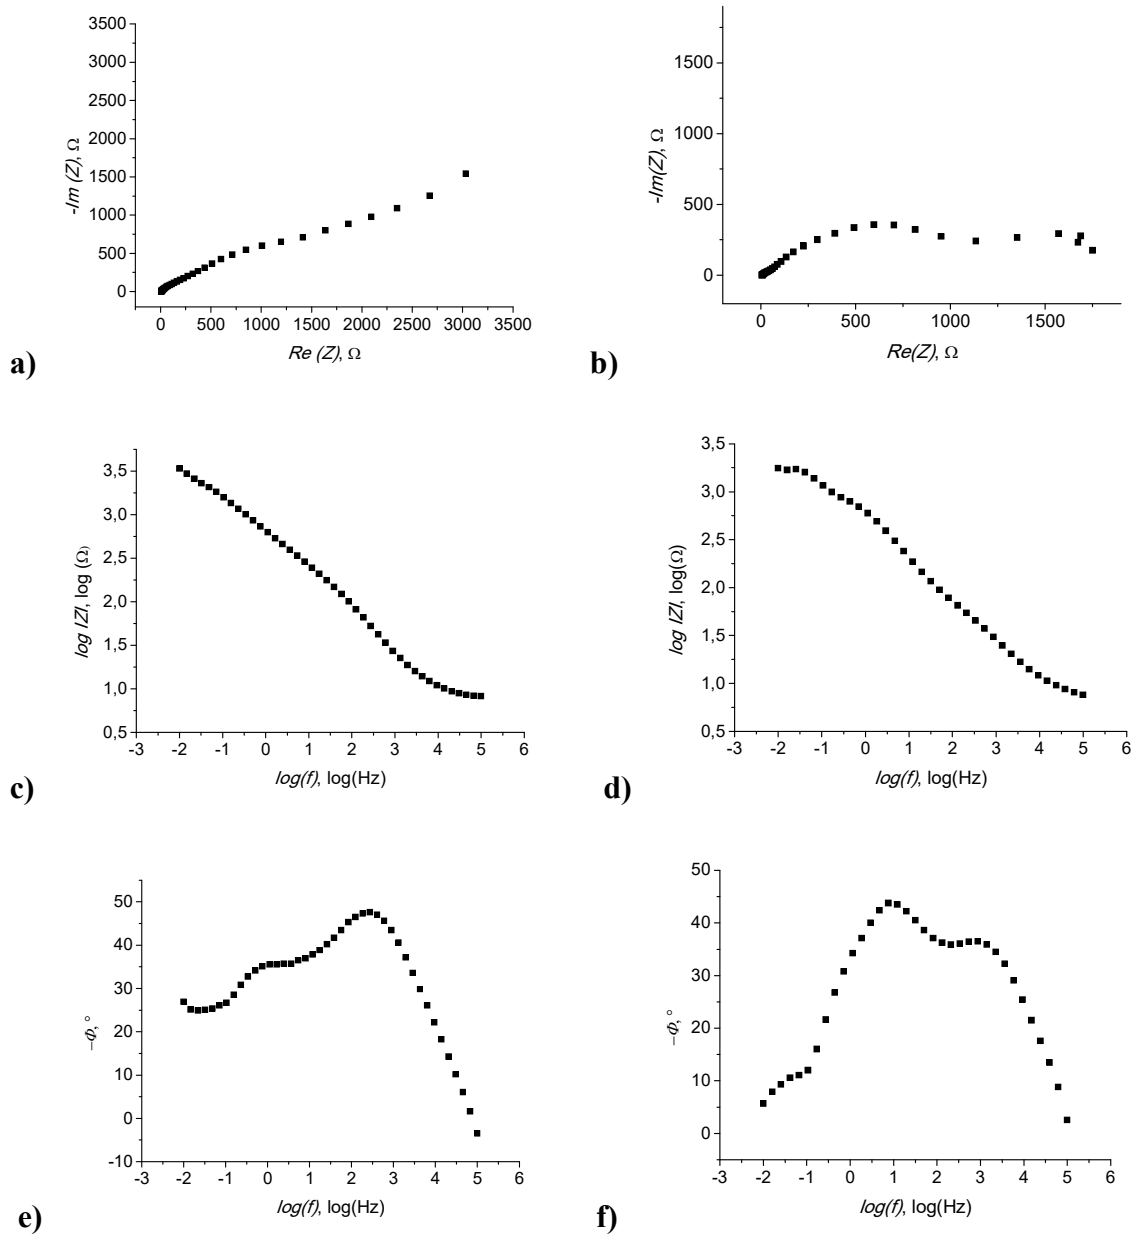 3500
3000
2500
2000
1500
1000
500
0
-Im (Z), Ω
0 500 1000 1500 2000 2500 3000 3500
Re (Z), Ω
a)
1500
1000
500
0
-Im(Z), Ω
0 500 1000 1500
Re(Z), Ω
b)
3,5
3,0
2,5
2,0
1,5
1,0
0,5
log IZI, log (Ω)
-3 -2 -1 0 1 2 3 4 5 6
log(f), log(Hz)
c)
3,5
3,0
2,5
2,0
1,5
1,0
0,5
log IZI, log(Ω)
-3 -2 -1 0 1 2 3 4 5 6
log(f), log(Hz)
d)
50
40
30
20
10
0
-10
−Φ, °
-3 -2 -1 0 1 2 3 4 5 6
log(f), log(Hz)
e)
50
40
30
20
10
0
−Φ, °
-3 -2 -1 0 1 2 3 4 5 6
log(f), log(Hz)
f)